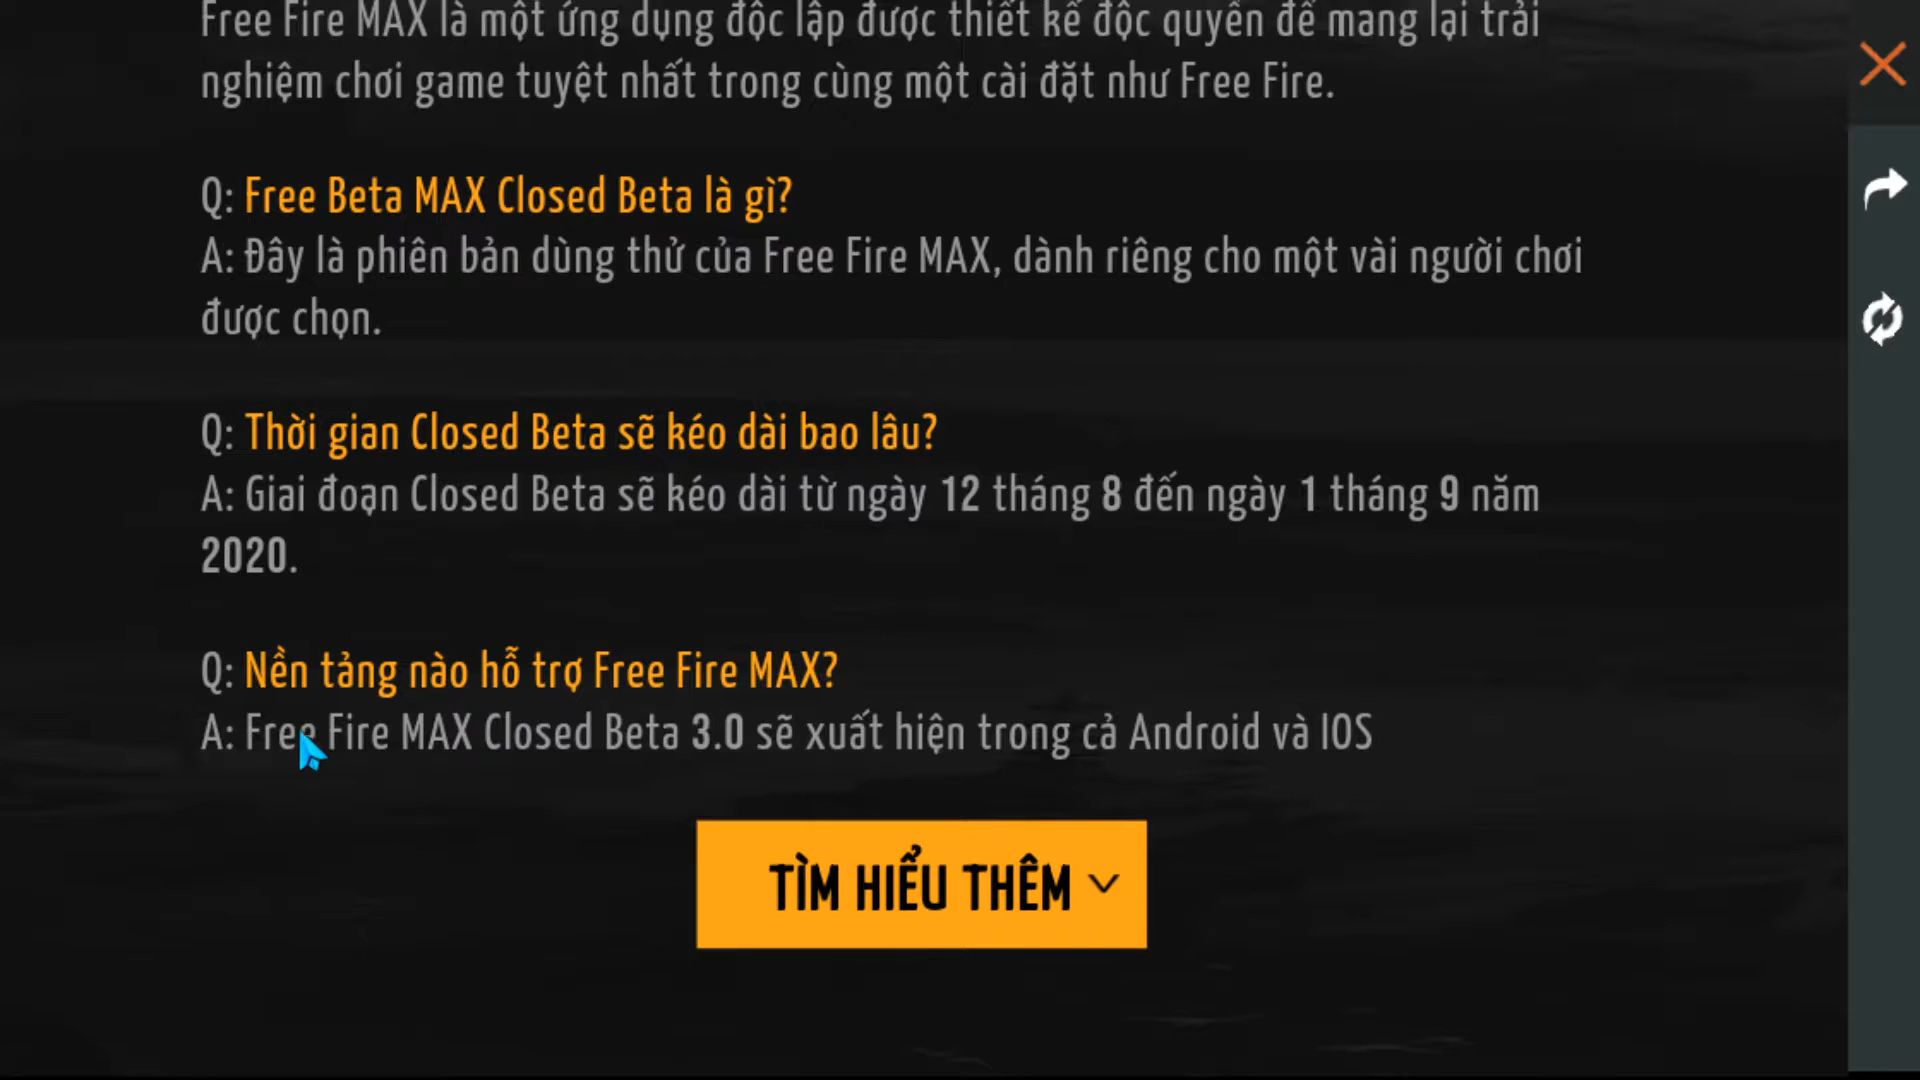 Free Fire MAX là một ứng dụng độc lập được thiết kế độc quyền để mang lại trải
nghiệm chơi game tuyệt nhất trong cùng một cài đặt như Free Fire.
Q: Free Beta MAX Closed Beta là gì?
A: Đây là phiên bản dùng thử của Free Fire MAX, dành riêng cho một vài người chơi
được chọn.
Q: Thời gian Closed Beta sẽ kéo dài bao lâu?
A: Giai đoạn Closed Beta sẽ kéo dài từ ngày 12 tháng 8 đến ngày 1 tháng 9 năm
2020.
Q: Nền tảng nào hỗ trợ Free Fire MAX?
A: Free Fire MAX Closed Beta 3.0 sẽ xuất hiện trong cả Android và IOS
TÌM HIỂU THÊM